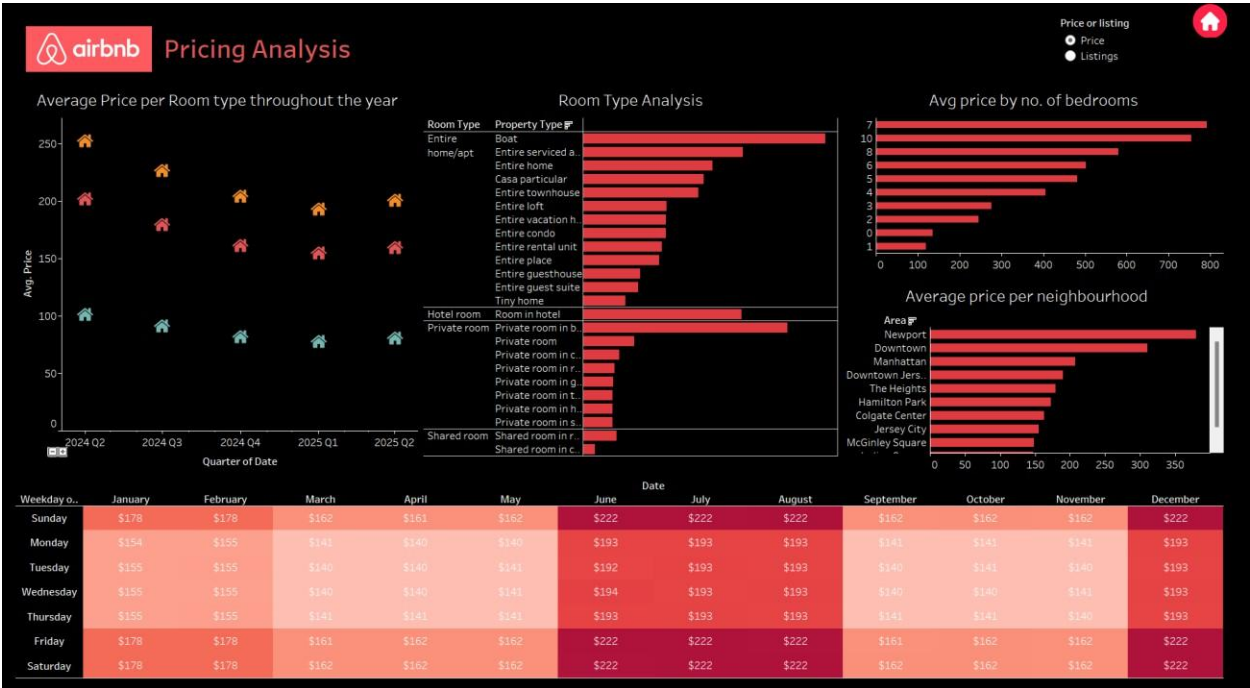 airbnb Pricing Analysis
Price or listing
Price
Listings
Average Price per Room type throughout the year
Avg. Price
250
200
150
100
50
0
2024 Q2 2024 Q3 2024 Q4 2025 Q1 2025 Q2
Quarter of Date
Room Type Analysis
Room Type Property Type
Entire home/apt Boat
Entire serviced a..
Entire home
Casa particular
Entire townhouse
Entire loft
Entire vacation h..
Entire condo
Entire rental unit
Entire place
Entire guesthouse
Entire guest suite
Tiny home
Hotel room Room in hotel
Private room Private room in b..
Private room
Private room in c..
Private room in r..
Private room in g..
Private room in t..
Private room in h..
Private room in s..
Shared room Shared room in r..
Shared room in c..
Avg price by no. of bedrooms
7
10
8
6
5
4
3
2
0
1
0 100 200 300 400 500 600 700 800
Average price per neighbourhood
Area
Newport
Downtown
Manhattan
Downtown Jers..
The Heights
Hamilton Park
Colgate Center
Jersey City
McGinley Square
0 50 100 150 200 250 300 350
Date
Weekday o.. January February March April May June July August September October November December
Sunday $178 $178 $162 $161 $162 $222 $222 $222 $162 $162 $162 $222
Monday $154 $155 $141 $140 $140 $193 $193 $193 $141 $141 $141 $193
Tuesday $155 $155 $140 $141 $141 $192 $193 $193 $140 $141 $140 $193
Wednesday $155 $155 $140 $140 $141 $194 $193 $193 $140 $140 $141 $193
Thursday $155 $155 $141 $141 $141 $193 $193 $193 $141 $141 $140 $193
Friday $178 $178 $161 $162 $162 $222 $222 $222 $161 $162 $162 $222
Saturday $178 $178 $162 $162 $162 $222 $222 $222 $162 $162 $162 $222